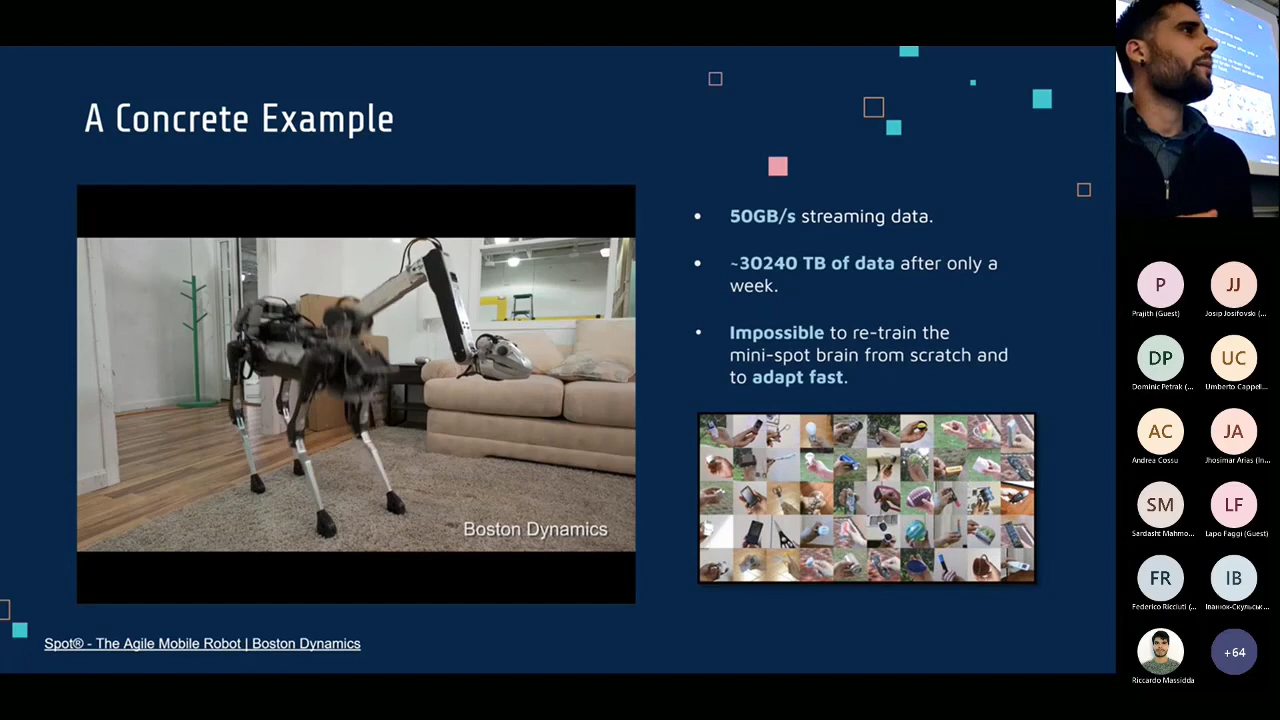 A Concrete Example
• 50GB/s streaming data.
• ~30240 TB of data after only a
week.
• Impossible to re-train the
mini-spot brain from scratch and
to adapt fast.
Boston Dynamics
Spot® - The Agile Mobile Robot | Boston Dynamics
P
Prajith (Guest)
JJ
Josip Josifovski (...
DP
Dominic Petrak (...
UC
Umberto Cappell...
AC
Andrea Cossu
JA
Jhosimar Arias (In...
SM
Sardasht Mahmo...
LF
Lapo Faggi (Guest)
FR
Federico Ricciuti (...
IB
Іванюк-Скульськ...
Riccardo Massidda
+64